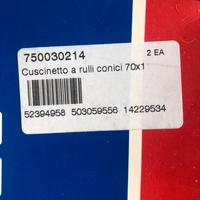 750030214 2 EA
Cuscinetto a rulli conici 70x1
52394958 503059556 14229534